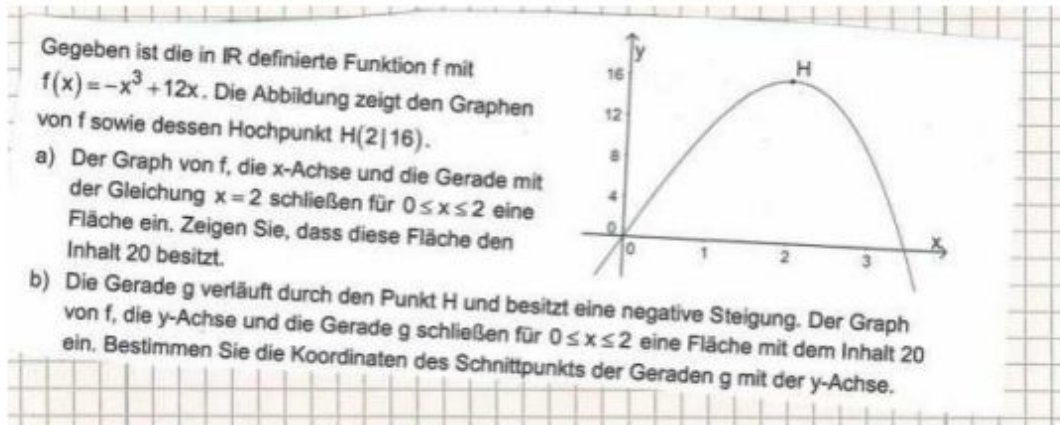 Gegeben ist die in IR definierte Funktion f mit
f(x) = −x³ + 12x. Die Abbildung zeigt den Graphen
von f sowie dessen Hochpunkt H(2|16).
a) Der Graph von f, die x-Achse und die Gerade mit
der Gleichung x = 2 schließen für 0 ≤ x ≤ 2 eine
Fläche ein. Zeigen Sie, dass diese Fläche den
Inhalt 20 besitzt.
b) Die Gerade g verläuft durch den Punkt H und besitzt eine negative Steigung. Der Graph
von f, die y-Achse und die Gerade g schließen für 0 ≤ x ≤ 2 eine Fläche mit dem Inhalt 20
ein. Bestimmen Sie die Koordinaten des Schnittpunkts der Geraden g mit der y-Achse.
y
H
16
12
8
4
0
0 1 2 3 x